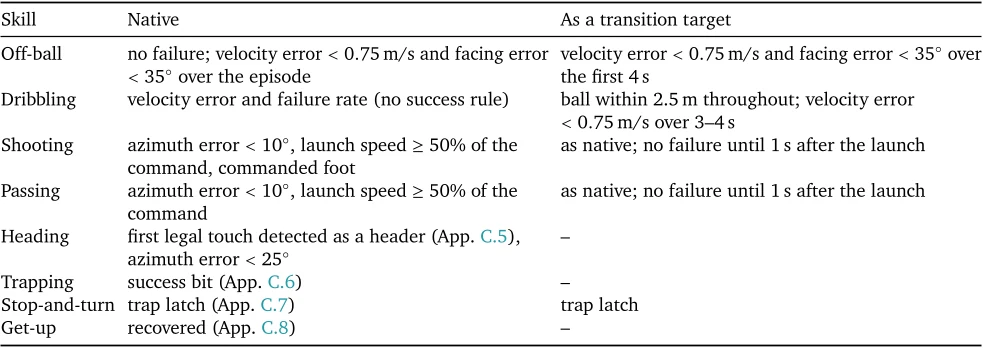 Skill Native As a transition target
Off-ball no failure; velocity error < 0.75 m/s and facing error velocity error < 0.75 m/s and facing error < 35° over
< 35° over the episode the first 4 s
Dribbling velocity error and failure rate (no success rule) ball within 2.5 m throughout; velocity error
< 0.75 m/s over 3–4 s
Shooting azimuth error < 10°, launch speed ≥ 50% of the as native; no failure until 1 s after the launch
command, commanded foot
Passing azimuth error < 10°, launch speed ≥ 50% of the as native; no failure until 1 s after the launch
command
Heading first legal touch detected as a header (App. C.5), –
azimuth error < 25°
Trapping success bit (App. C.6) –
Stop-and-turn trap latch (App. C.7) trap latch
Get-up recovered (App. C.8) –